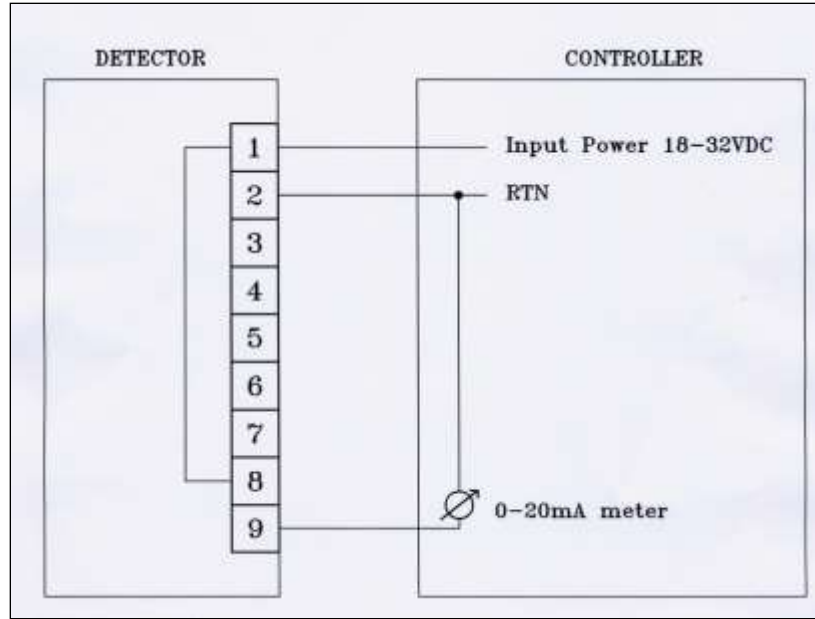 DETECTOR
CONTROLLER
1
Input Power 18-32VDC
2
RTN
3
4
5
6
7
8
9
0-20mA meter